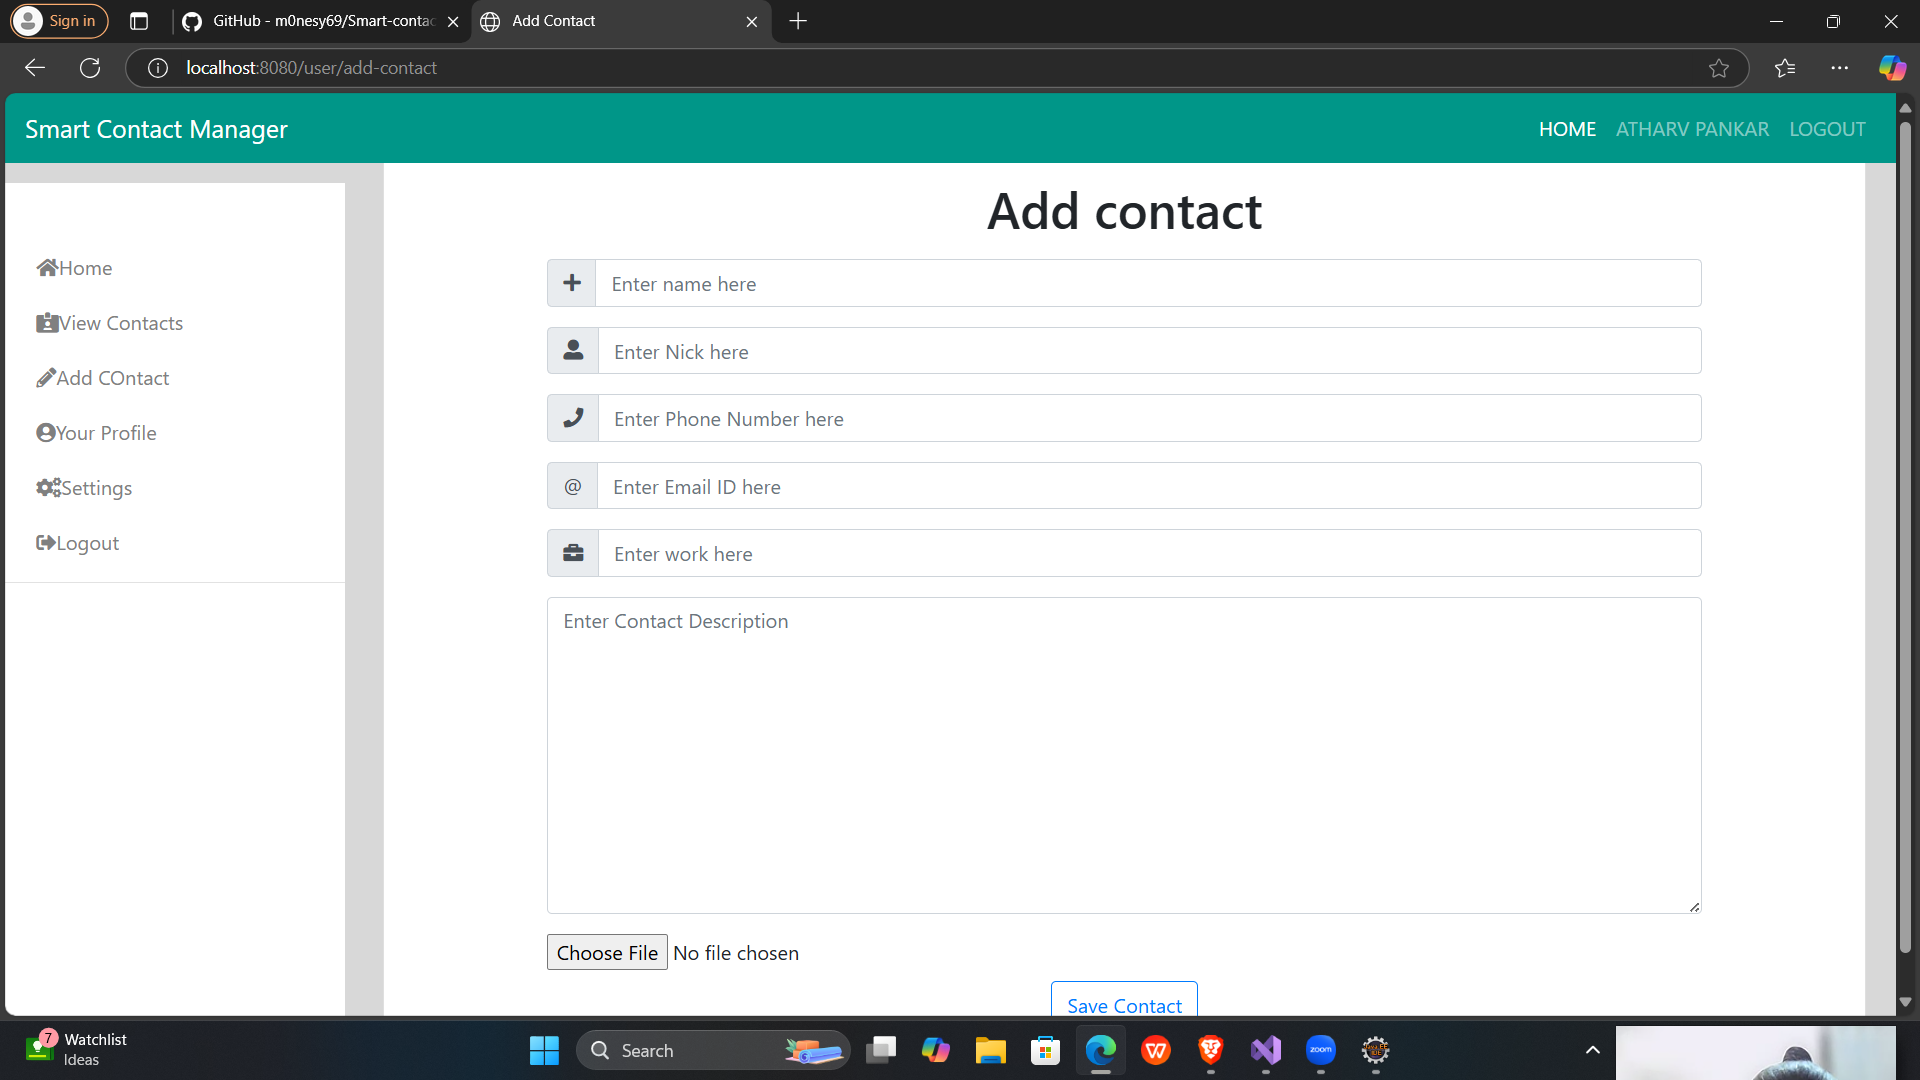 Sign in
GitHub - m0nesy69/Smart-contac
Add Contact
localhost:8080/user/add-contact
Smart Contact Manager
HOME ATHARV PANKAR LOGOUT
Home
View Contacts
Add COntact
Your Profile
Settings
Logout
Add contact
Enter name here
Enter Nick here
Enter Phone Number here
@ Enter Email ID here
Enter work here
Enter Contact Description
Choose File No file chosen
Save Contact
7
Watchlist
Ideas
Search
W
zoom